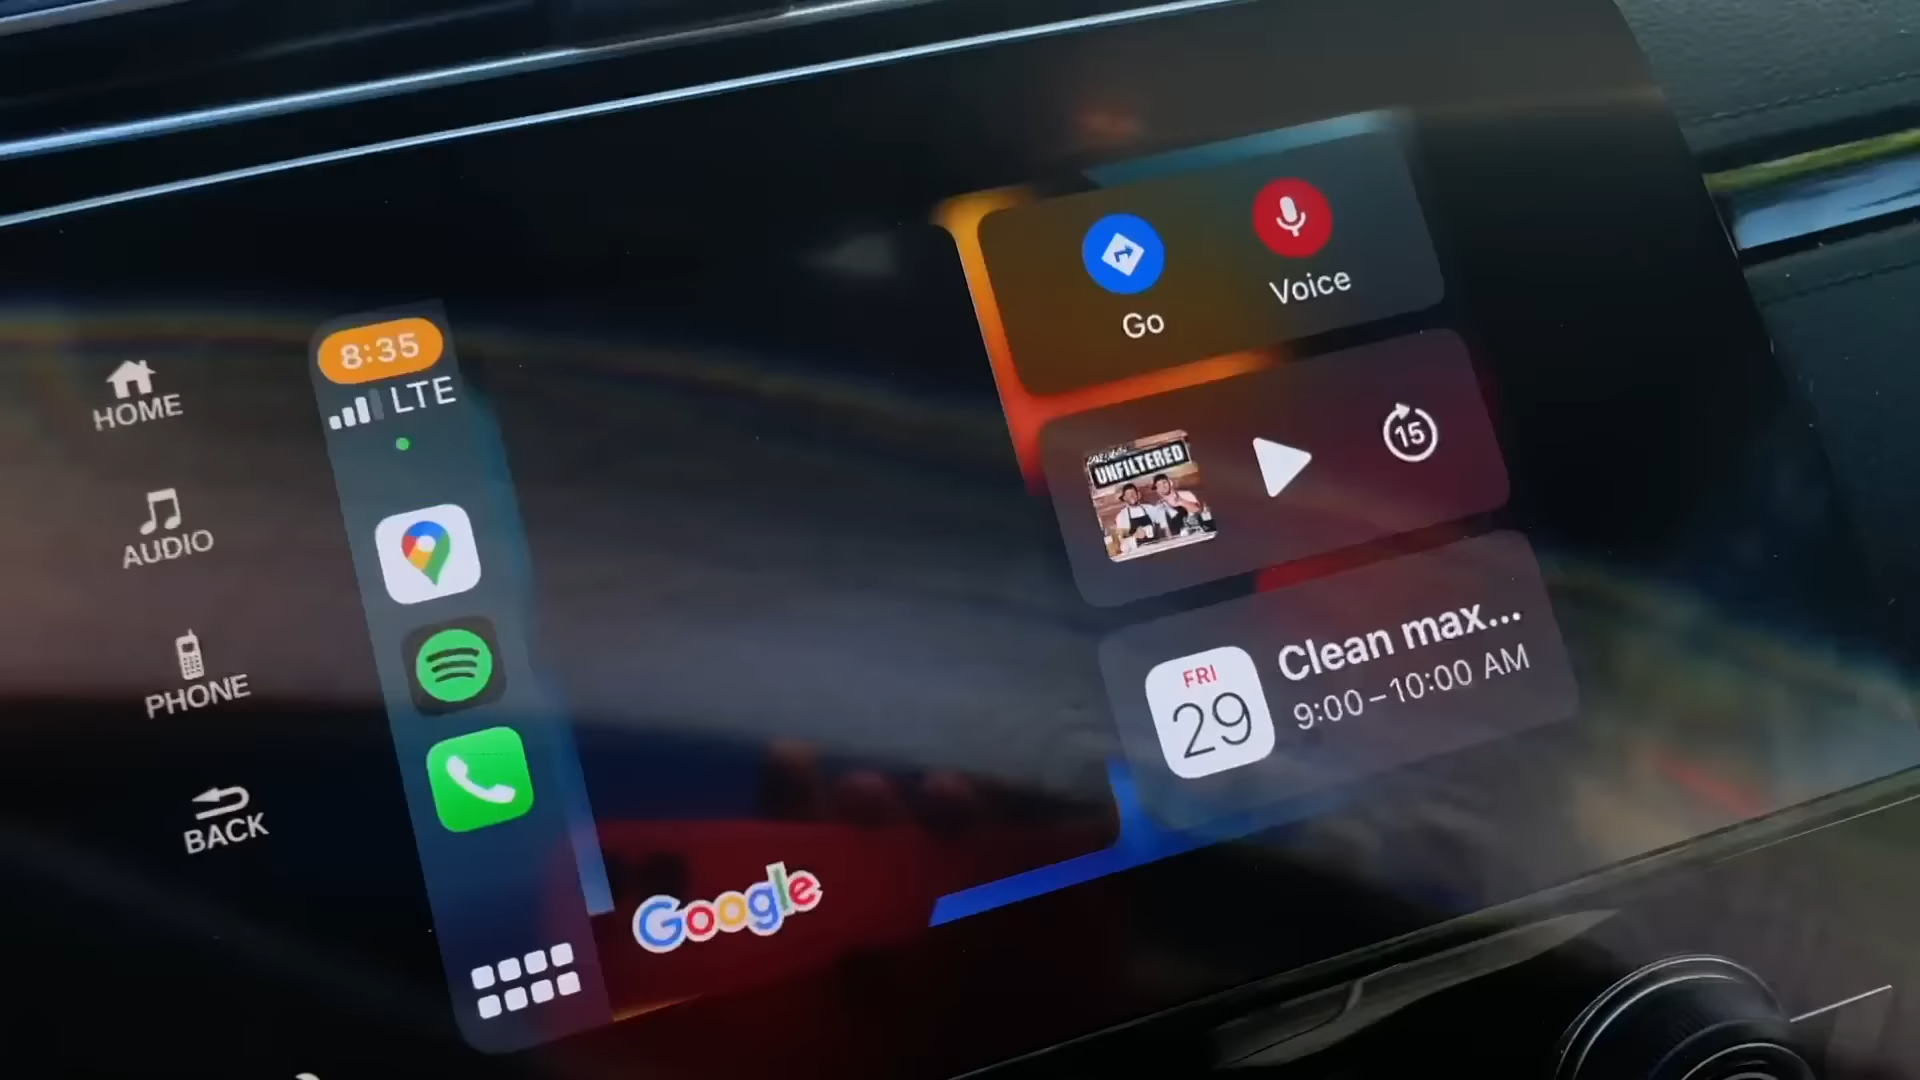 HOME
AUDIO
PHONE
BACK
8:35
LTE
Google
Go
Voice
UNFILTERED
15
FRI
29
Clean max...
9:00–10:00 AM